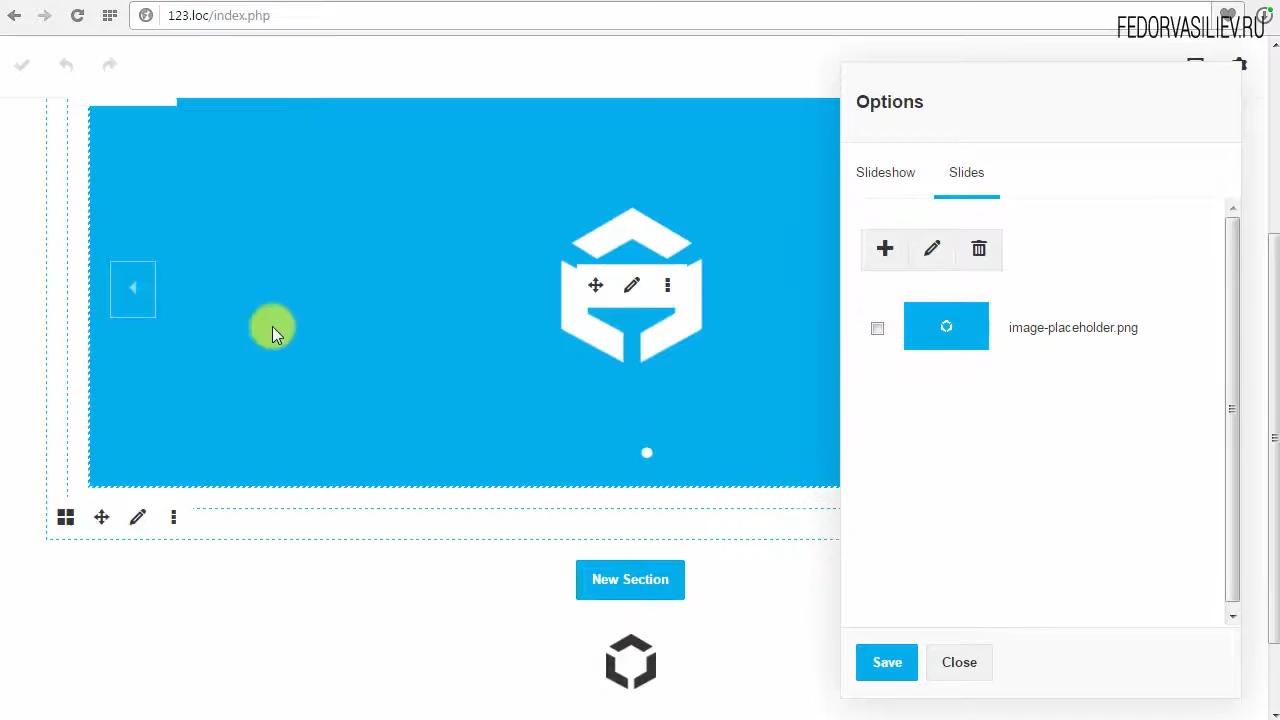 123.loc/index.php
FEDORVASILIEV.RU
Options
Slideshow
Slides
image-placeholder.png
New Section
Save
Close